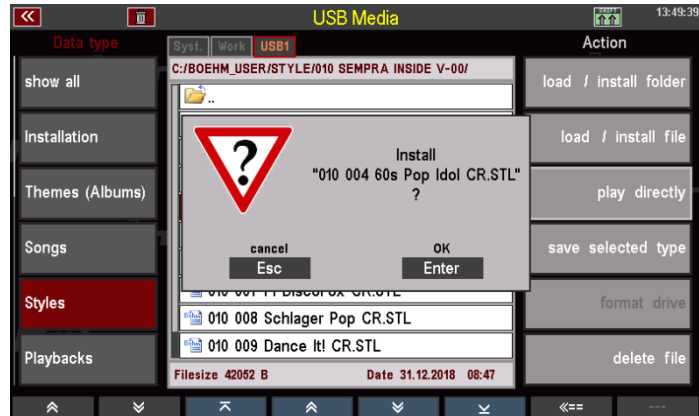 USB Media
SHIFT
13:49:39
Data type
Syst. Work USB1
Action
show all
Installation
Themes (Albums)
Songs
Styles
Playbacks
C:/BOEHM_USER/STYLE/010 SEMPRA INSIDE V-00/
..
Install
"010 004 60s Pop Idol CR.STL"
?
cancel
Esc
OK
Enter
010 008 Schlager Pop CR.STL
010 009 Dance It! CR.STL
Filesize 42052 B
Date 31.12.2018 08:47
load / install folder
load / install file
play directly
save selected type
format drive
delete file
«==
---